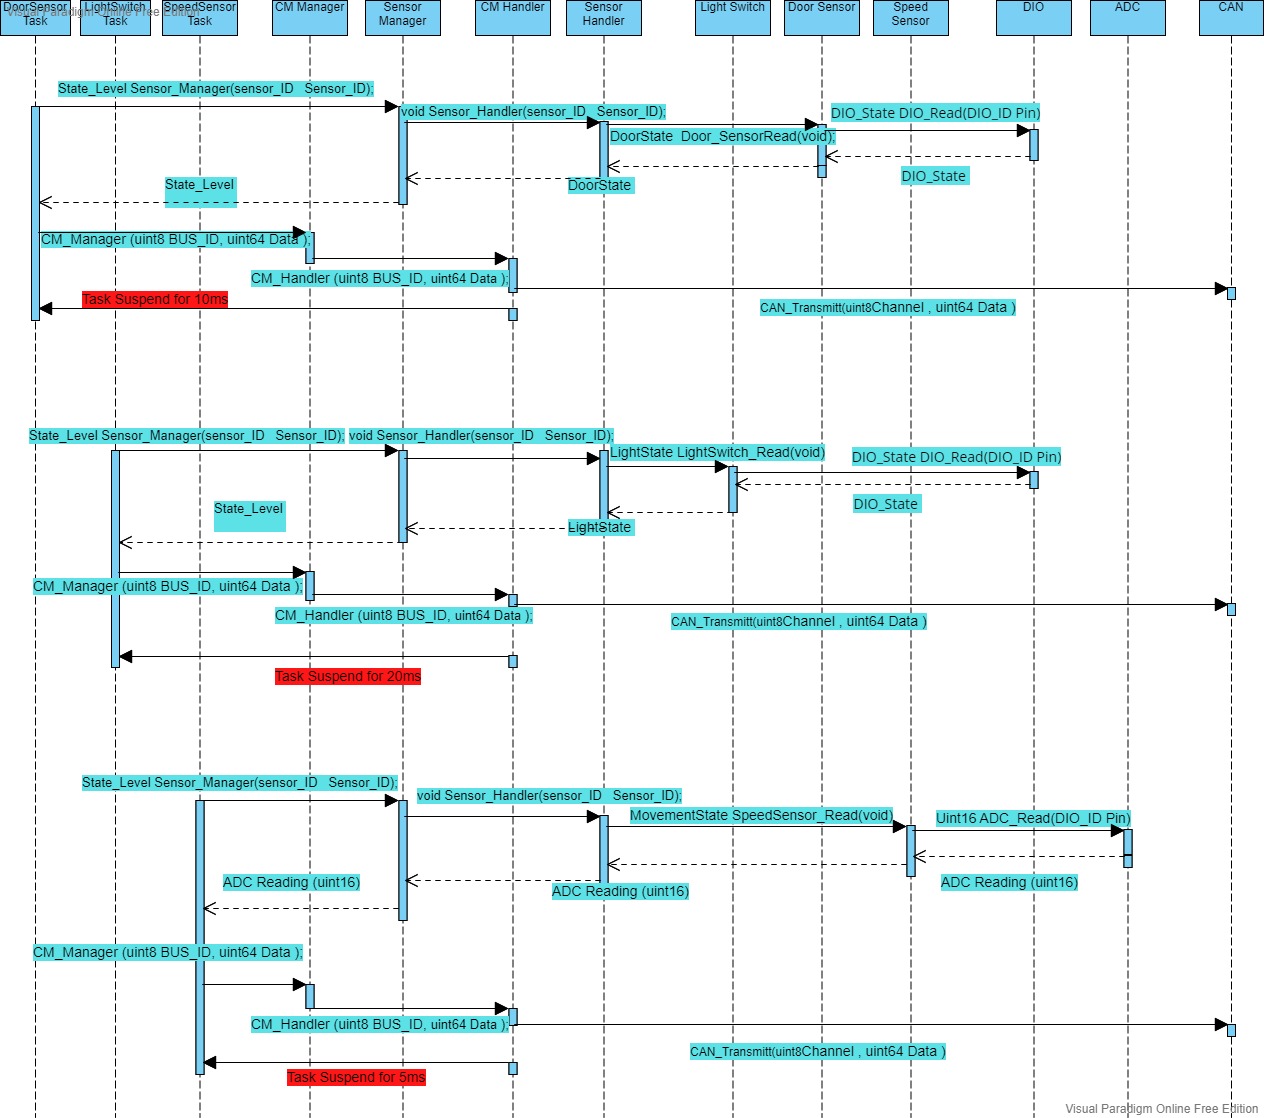 DoorSensor Task
LightSwitch Task
SpeedSensor Task
CM Manager
Sensor Manager
CM Handler
Sensor Handler
Light Switch
Door Sensor
Speed Sensor
DIO
ADC
CAN
Visual Paradigm Online Free Edition
State_Level Sensor_Manager(sensor_ID   Sensor_ID);
void Sensor_Handler(sensor_ID   Sensor_ID);
DIO_State DIO_Read(DIO_ID Pin)
DoorState  Door_SensorRead(void);
DIO_State
DoorState
State_Level
CM_Manager (uint8 BUS_ID, uint64 Data );
CM_Handler (uint8 BUS_ID, uint64 Data );
Task Suspend for 10ms
CAN_Transmitt(uint8Channel , uint64 Data )
State_Level Sensor_Manager(sensor_ID   Sensor_ID);
void Sensor_Handler(sensor_ID   Sensor_ID);
LightState LightSwitch_Read(void)
DIO_State DIO_Read(DIO_ID Pin)
DIO_State
State_Level
LightState
CM_Manager (uint8 BUS_ID, uint64 Data );
CM_Handler (uint8 BUS_ID, uint64 Data );
CAN_Transmitt(uint8Channel , uint64 Data )
Task Suspend for 20ms
State_Level Sensor_Manager(sensor_ID   Sensor_ID);
void Sensor_Handler(sensor_ID   Sensor_ID);
MovementState SpeedSensor_Read(void)
Uint16 ADC_Read(DIO_ID Pin)
ADC Reading (uint16)
ADC Reading (uint16)
ADC Reading (uint16)
CM_Manager (uint8 BUS_ID, uint64 Data );
CM_Handler (uint8 BUS_ID, uint64 Data );
CAN_Transmitt(uint8Channel , uint64 Data )
Task Suspend for 5ms
Visual Paradigm Online Free Edition